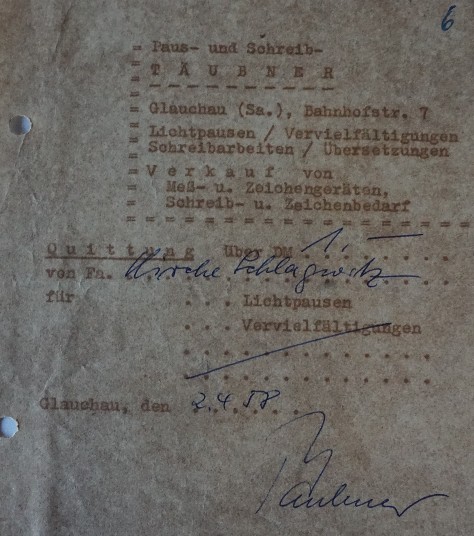 6
= Paus- und Schreib-
= T Ä U B N E R
= - - - - - - - - - -
= Glauchau (Sa.), Bahnhofstr. 7
= Lichtpausen / Vervielfältigungen
= Schreibarbeiten / Übersetzungen
= V e r k a u f  von
= Meß- u. Zeichengeräten,
= Schreib- u. Zeichenbedarf
= = = = = = = = = = = = = = = = =
Q u i t t u n g  über DM 1,—
von Fa. Kirche Schlagwitz
für . . . Lichtpausen
. . . Vervielfältigungen
Glauchau, den 2.4.58
Täubner